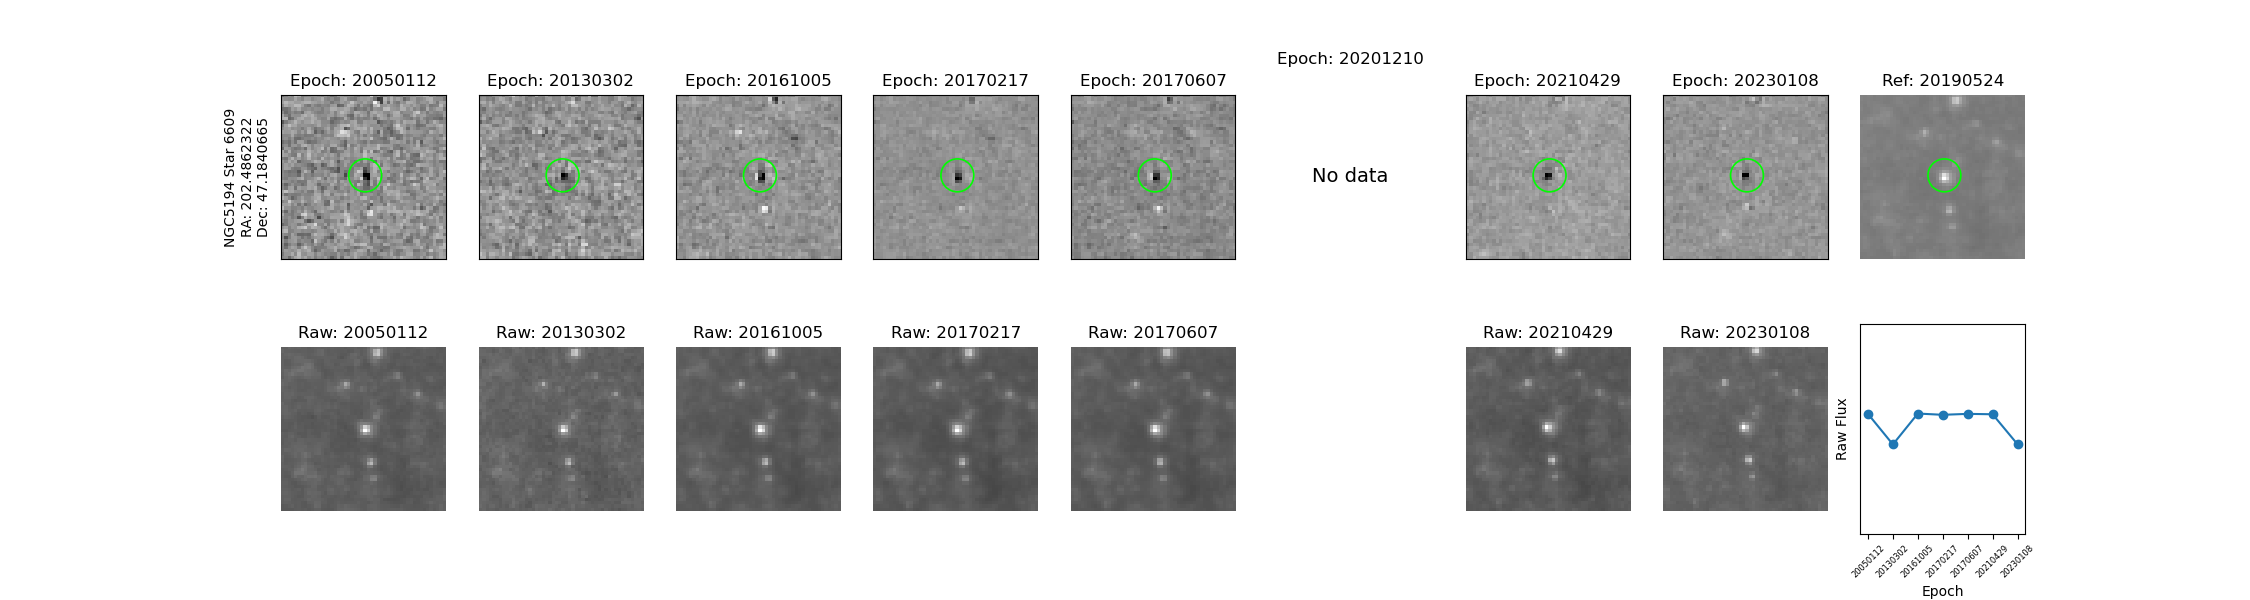 Epoch: 20201210
Epoch: 20050112
Epoch: 20130302
Epoch: 20161005
Epoch: 20170217
Epoch: 20170607
Epoch: 20210429
Epoch: 20230108
Ref: 20190524
NGC5194 Star 6609
RA: 202.4862322
Dec: 47.1840665
No data
Raw: 20050112
Raw: 20130302
Raw: 20161005
Raw: 20170217
Raw: 20170607
Raw: 20210429
Raw: 20230108
Raw Flux
20050112
20130302
20161005
20170217
20170607
20210429
20230108
Epoch